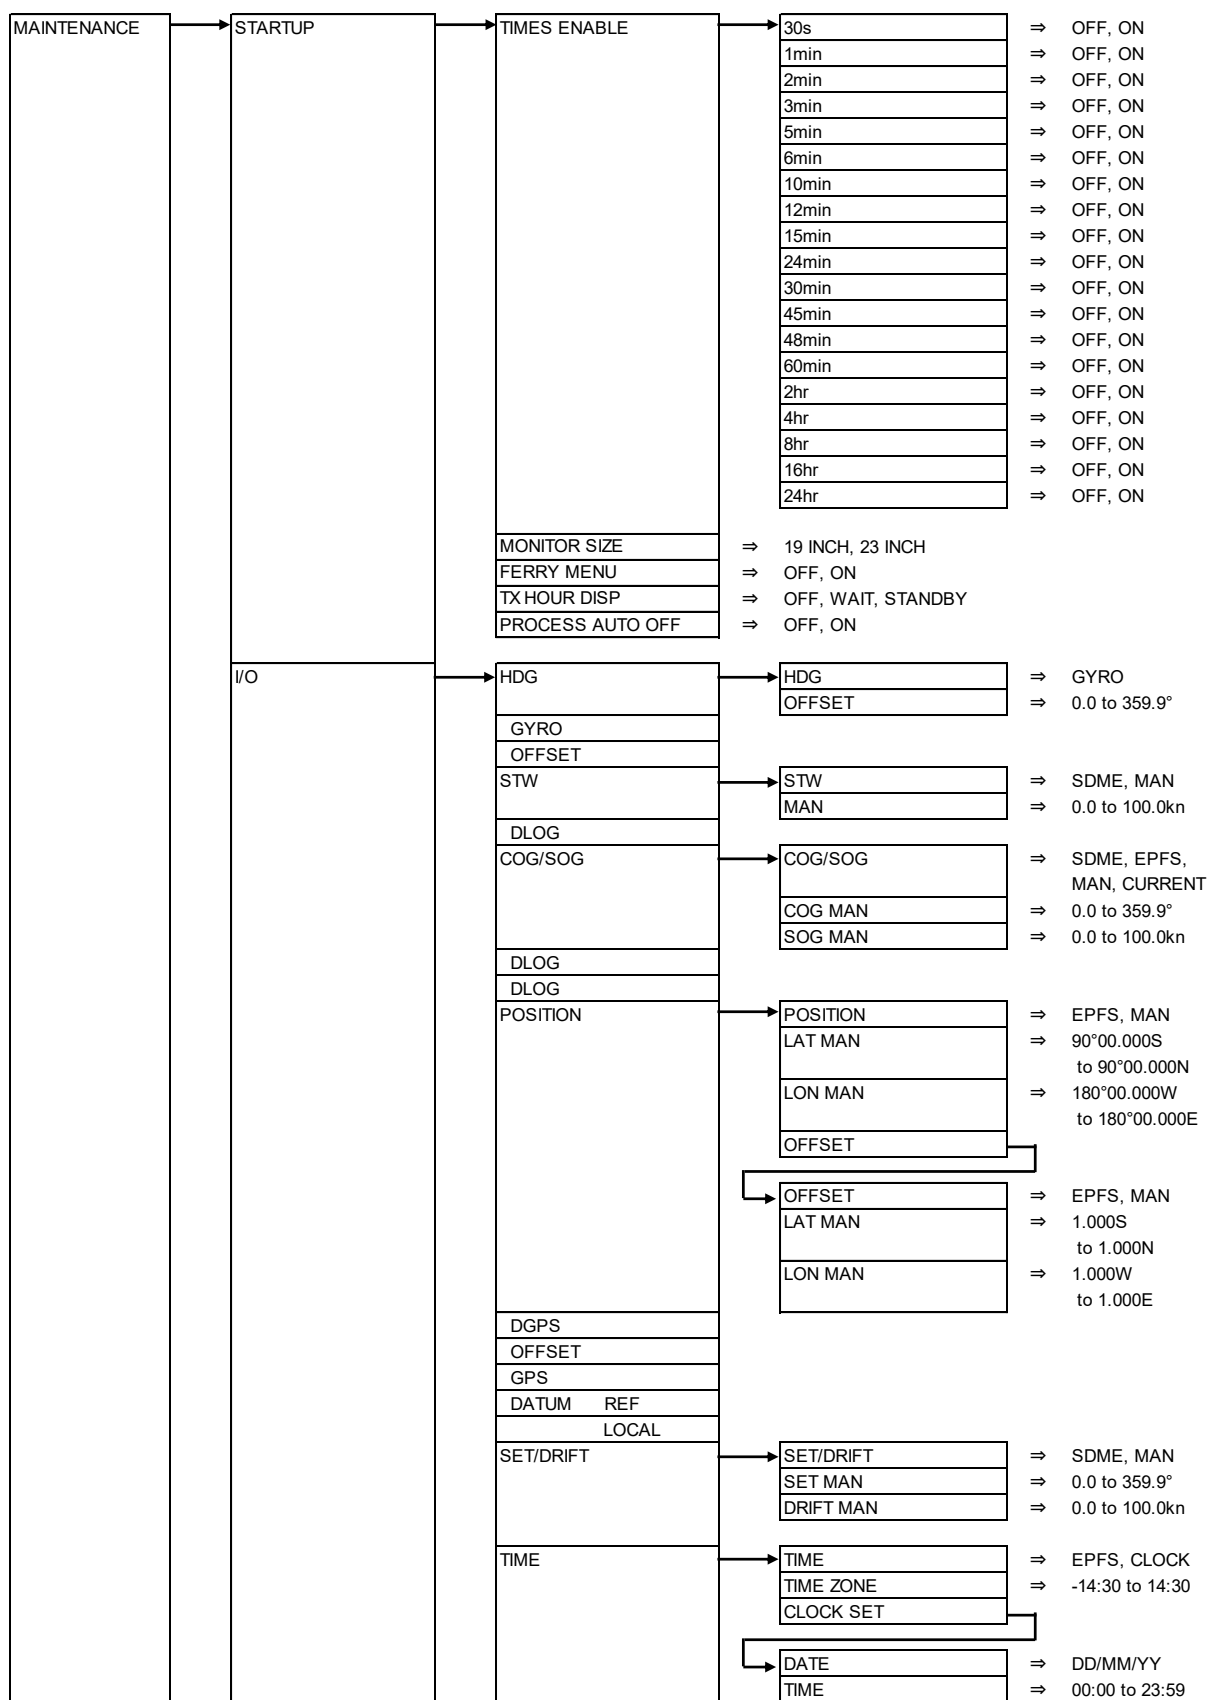 MAINTENANCE STARTUP TIMES ENABLE 30s ⇒ OFF, ON
1min ⇒ OFF, ON
2min ⇒ OFF, ON
3min ⇒ OFF, ON
5min ⇒ OFF, ON
6min ⇒ OFF, ON
10min ⇒ OFF, ON
12min ⇒ OFF, ON
15min ⇒ OFF, ON
24min ⇒ OFF, ON
30min ⇒ OFF, ON
45min ⇒ OFF, ON
48min ⇒ OFF, ON
60min ⇒ OFF, ON
2hr ⇒ OFF, ON
4hr ⇒ OFF, ON
8hr ⇒ OFF, ON
16hr ⇒ OFF, ON
24hr ⇒ OFF, ON
MONITOR SIZE ⇒ 19 INCH, 23 INCH
FERRY MENU ⇒ OFF, ON
TX HOUR DISP ⇒ OFF, WAIT, STANDBY
PROCESS AUTO OFF ⇒ OFF, ON
I/O HDG HDG ⇒ GYRO
OFFSET ⇒ 0.0 to 359.9°
GYRO
OFFSET
STW STW ⇒ SDME, MAN
MAN ⇒ 0.0 to 100.0kn
DLOG
COG/SOG COG/SOG ⇒ SDME, EPFS,
MAN, CURRENT
COG MAN ⇒ 0.0 to 359.9°
SOG MAN ⇒ 0.0 to 100.0kn
DLOG
DLOG
POSITION POSITION ⇒ EPFS, MAN
LAT MAN ⇒ 90°00.000S
to 90°00.000N
LON MAN ⇒ 180°00.000W
to 180°00.000E
OFFSET
OFFSET ⇒ EPFS, MAN
LAT MAN ⇒ 1.000S
to 1.000N
LON MAN ⇒ 1.000W
to 1.000E
DGPS
OFFSET
GPS
DATUM REF
LOCAL
SET/DRIFT SET/DRIFT ⇒ SDME, MAN
SET MAN ⇒ 0.0 to 359.9°
DRIFT MAN ⇒ 0.0 to 100.0kn
TIME TIME ⇒ EPFS, CLOCK
TIME ZONE ⇒ -14:30 to 14:30
CLOCK SET
DATE ⇒ DD/MM/YY
TIME ⇒ 00:00 to 23:59